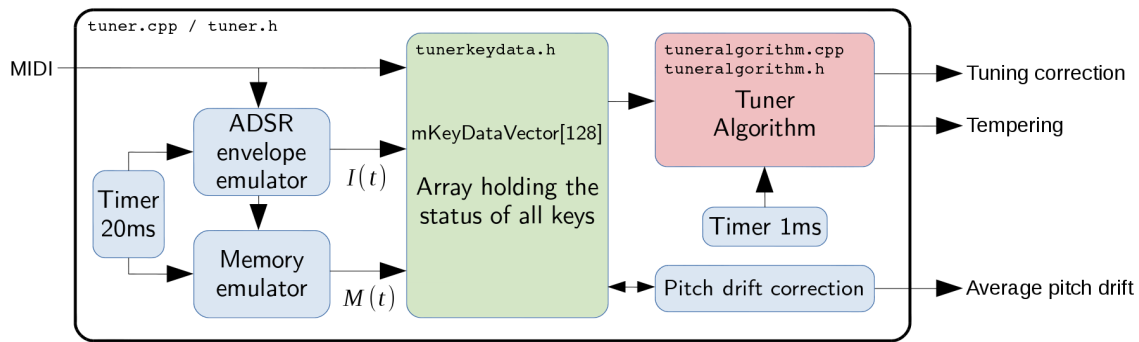 tuner.cpp / tuner.h
MIDI
ADSR
envelope
emulator
I(t)
Timer
20ms
Memory
emulator
M(t)
tunerkeydata.h
mKeyDataVector[128]
Array holding the
status of all keys
tuneralgorithm.cpp
tuneralgorithm.h
Tuner
Algorithm
Timer 1ms
Pitch drift correction
Tuning correction
Tempering
Average pitch drift